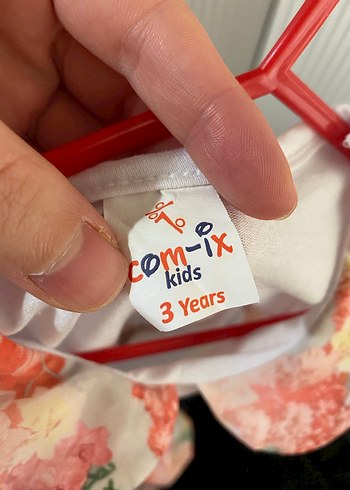 com-ix
kids
3 Years